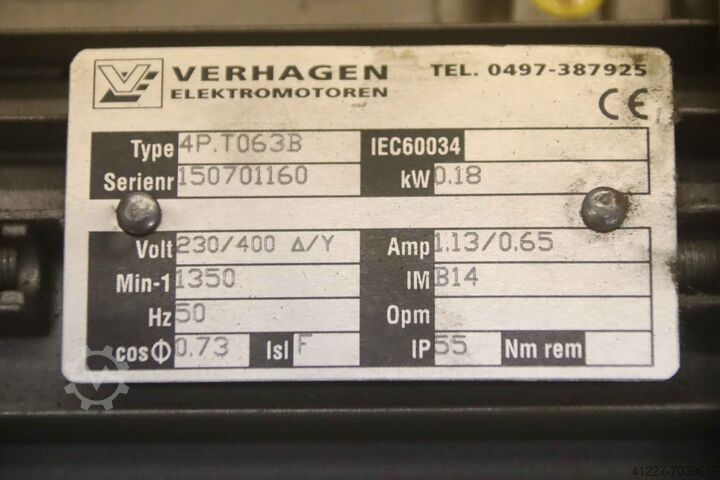 VERHAGEN TEL. 0497-387925
ELEKTROMOTOREN
CE
Type 4P.T063B IEC60034
Serienr 150701160 kW 0.18
Volt 230/400 Δ/Y Amp 1.13/0.65
Min-1 1350 IM B14
Hz 50 Opm
cosΦ 0.73 Isl F IP 55 Nm rem
41227-7039617